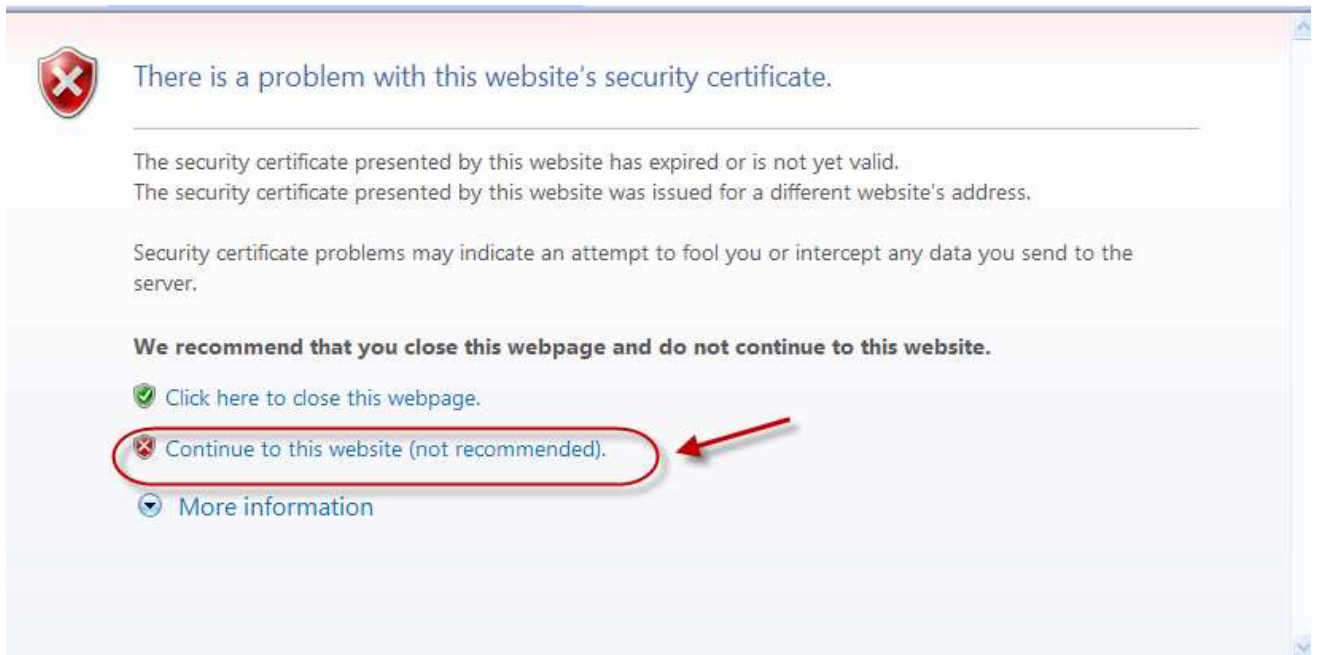 There is a problem with this website's security certificate.
The security certificate presented by this website has expired or is not yet valid.
The security certificate presented by this website was issued for a different website's address.
Security certificate problems may indicate an attempt to fool you or intercept any data you send to the
server.
We recommend that you close this webpage and do not continue to this website.
Click here to close this webpage.
Continue to this website (not recommended).
More information